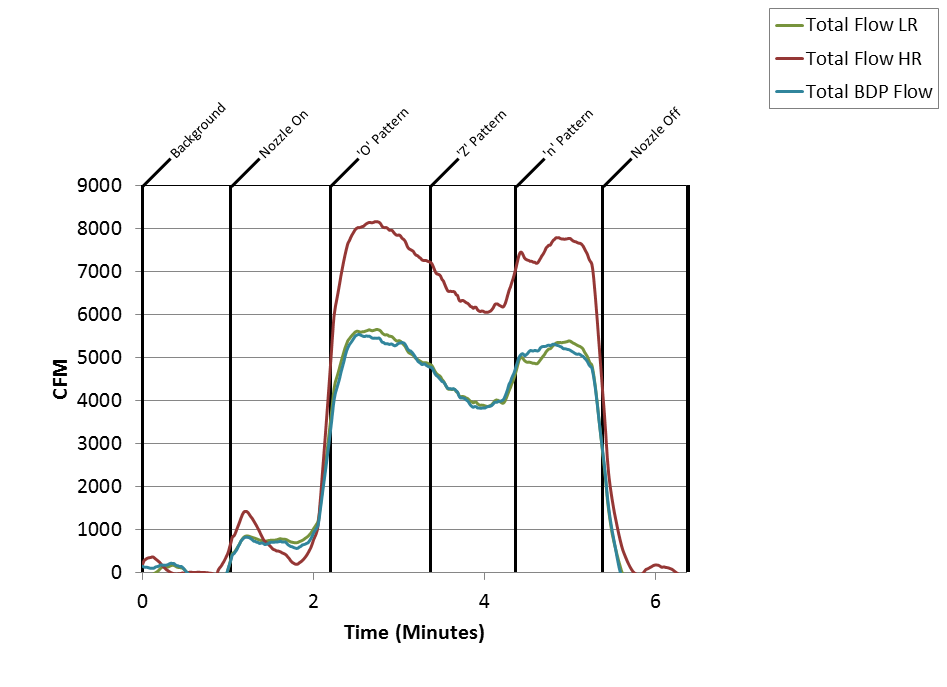 Total Flow LR
Total Flow HR
Total BDP Flow
Background
Nozzle On
'O' Pattern
'Z' Pattern
'n' Pattern
Nozzle Off
9000
8000
7000
6000
5000
4000
3000
2000
1000
0
CFM
0 2 4 6
Time (Minutes)